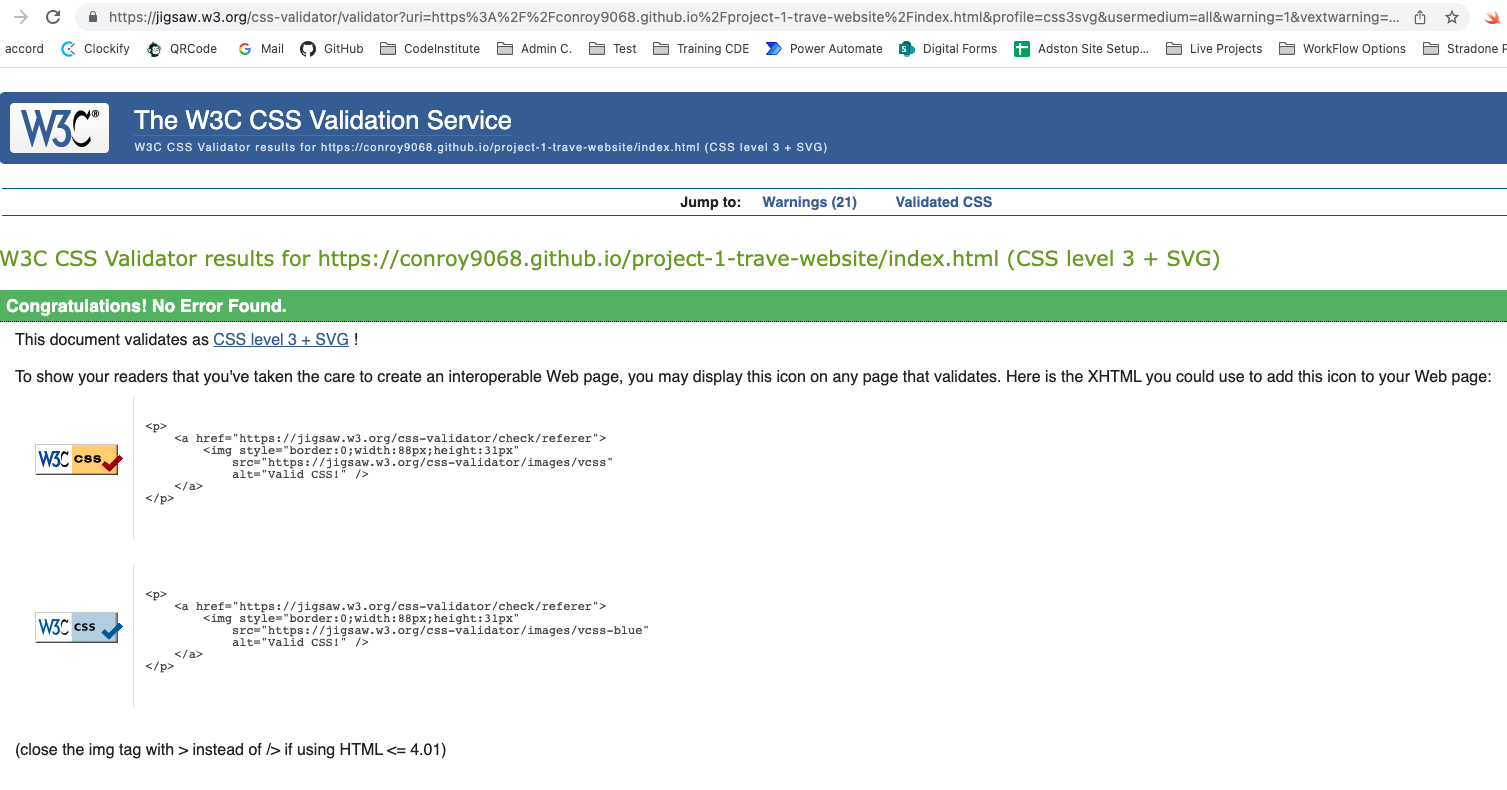 https://jigsaw.w3.org/css-validator/validator?uri=https%3A%2F%2Fconroy9068.github.io%2Fproject-1-trave-website%2Findex.html&profile=css3svg&usermedium=all&warning=1&vextwarning=...
accord Clockify QRCode Mail GitHub CodeInstitute Admin C. Test Training CDE Power Automate Digital Forms Adston Site Setup... Live Projects WorkFlow Options Stradone P
W3C® The W3C CSS Validation Service
W3C CSS Validator results for https://conroy9068.github.io/project-1-trave-website/index.html (CSS level 3 + SVG)
Jump to: Warnings (21) Validated CSS
W3C CSS Validator results for https://conroy9068.github.io/project-1-trave-website/index.html (CSS level 3 + SVG)
Congratulations! No Error Found.
This document validates as CSS level 3 + SVG !
To show your readers that you've taken the care to create an interoperable Web page, you may display this icon on any page that validates. Here is the XHTML you could use to add this icon to your Web page:
W3C css
<p>
<a href="https://jigsaw.w3.org/css-validator/check/referer">
<img style="border:0;width:88px;height:31px"
src="https://jigsaw.w3.org/css-validator/images/vcss"
alt="Valid CSS!" />
</a>
</p>
W3C css
<p>
<a href="https://jigsaw.w3.org/css-validator/check/referer">
<img style="border:0;width:88px;height:31px"
src="https://jigsaw.w3.org/css-validator/images/vcss-blue"
alt="Valid CSS!" />
</a>
</p>
(close the img tag with > instead of /> if using HTML <= 4.01)